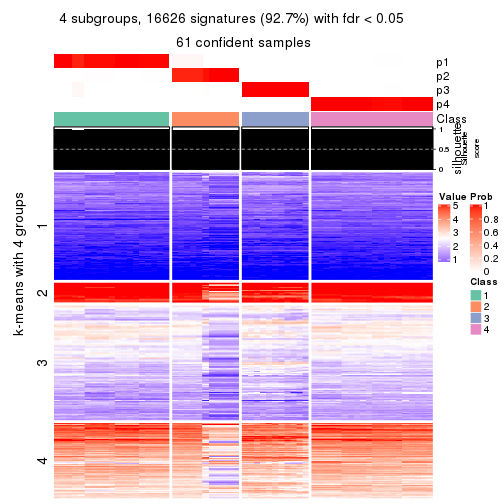 4 subgroups, 16626 signatures (92.7%) with fdr < 0.05
61 confident samples
p1
p2
p3
p4
Class
1
0.5
0
silhouette
Silhouette
score
k-means with 4 groups
1
2
3
4
Value
5
4
3
2
1
Prob
1
0.8
0.6
0.4
0.2
0
Class
1
2
3
4